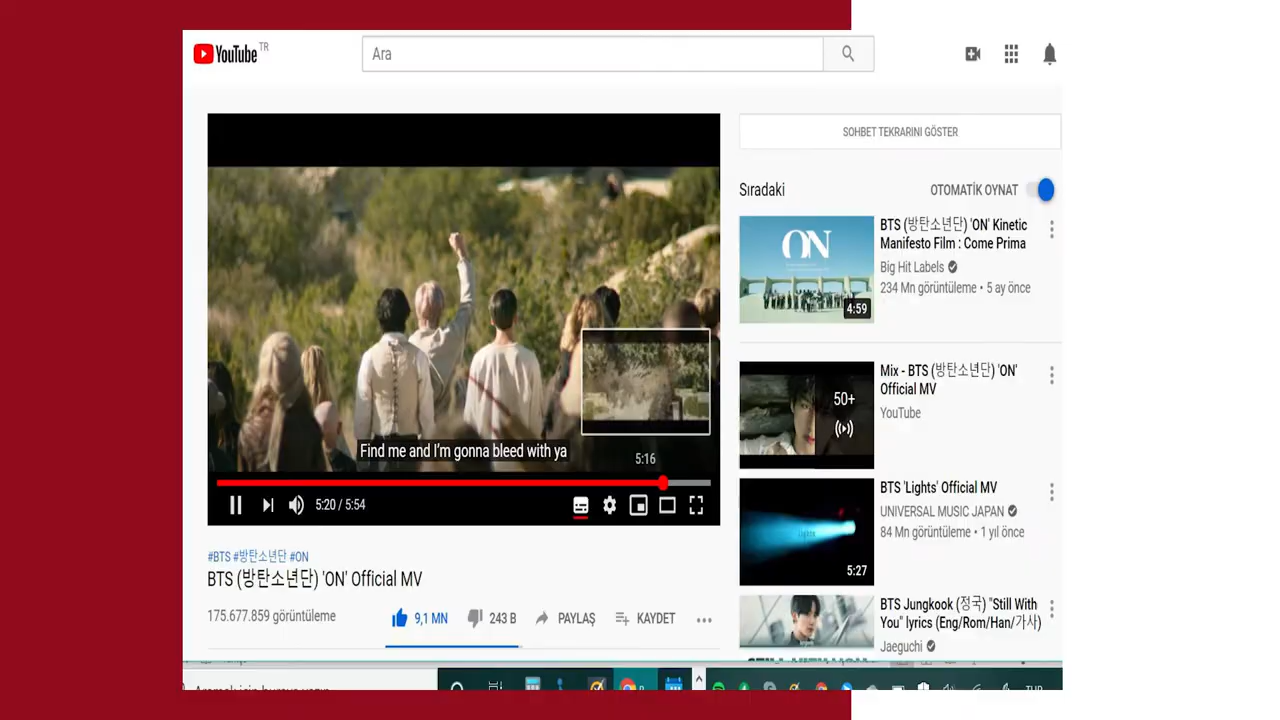 YouTube TR
Ara
SOHBET TEKRARINI GÖSTER
Sıradaki
OTOMATİK OYNAT
ON
4:59
BTS (방탄소년단) 'ON' Kinetic
Manifesto Film : Come Prima
Big Hit Labels
234 Mn görüntüleme • 5 ay önce
50+
Mix - BTS (방탄소년단) 'ON'
Official MV
YouTube
5:27
BTS 'Lights' Official MV
UNIVERSAL MUSIC JAPAN
84 Mn görüntüleme • 1 yıl önce
BTS Jungkook (정국) "Still With
You" lyrics (Eng/Rom/Han/가사)
Jaeguchi
Find me and I'm gonna bleed with ya
5:16
5:20 / 5:54
#BTS #방탄소년단 #ON
BTS (방탄소년단) 'ON' Official MV
175.677.859 görüntüleme
9,1 MN
243 B
PAYLAŞ
KAYDET